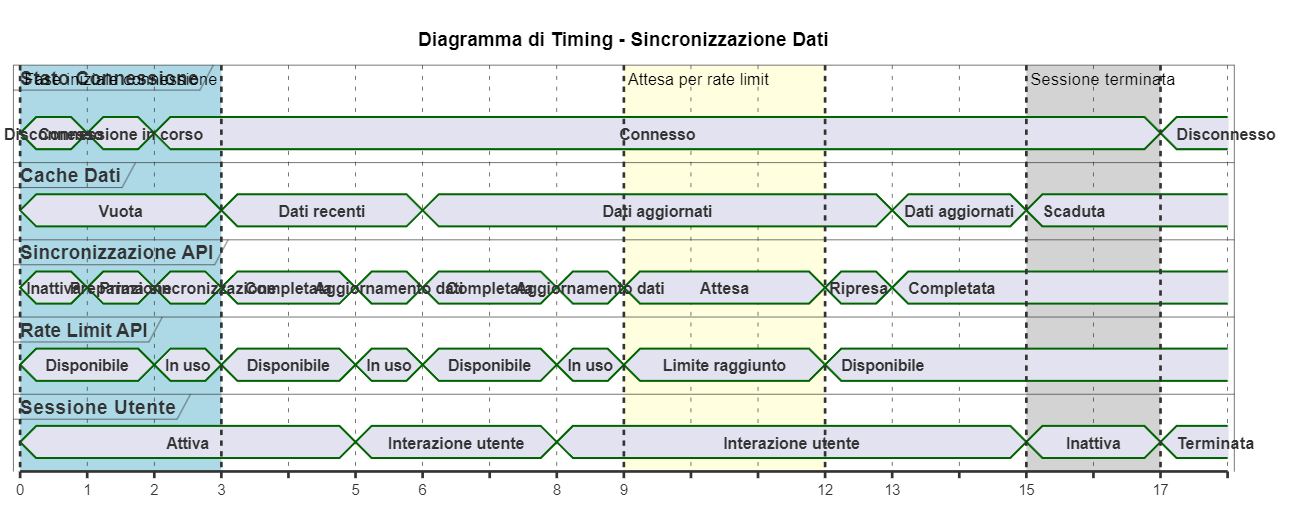 Diagramma di Timing - Sincronizzazione Dati
Stato Connessione
Fase iniziale connessione
Attesa per rate limit
Sessione terminata
Disconnesso
Connessione in corso
Connesso
Disconnesso
Cache Dati
Vuota
Dati recenti
Dati aggiornati
Dati aggiornati
Scaduta
Sincronizzazione API
Inattiva
Preparazione
Prima sincronizzazione
Completata
Aggiornamento dati
Completata
Aggiornamento dati
Attesa
Ripresa
Completata
Rate Limit API
Disponibile
In uso
Disponibile
In uso
Disponibile
In uso
Limite raggiunto
Disponibile
Sessione Utente
Attiva
Interazione utente
Interazione utente
Inattiva
Terminata
0 1 2 3 5 6 8 9 12 13 15 17